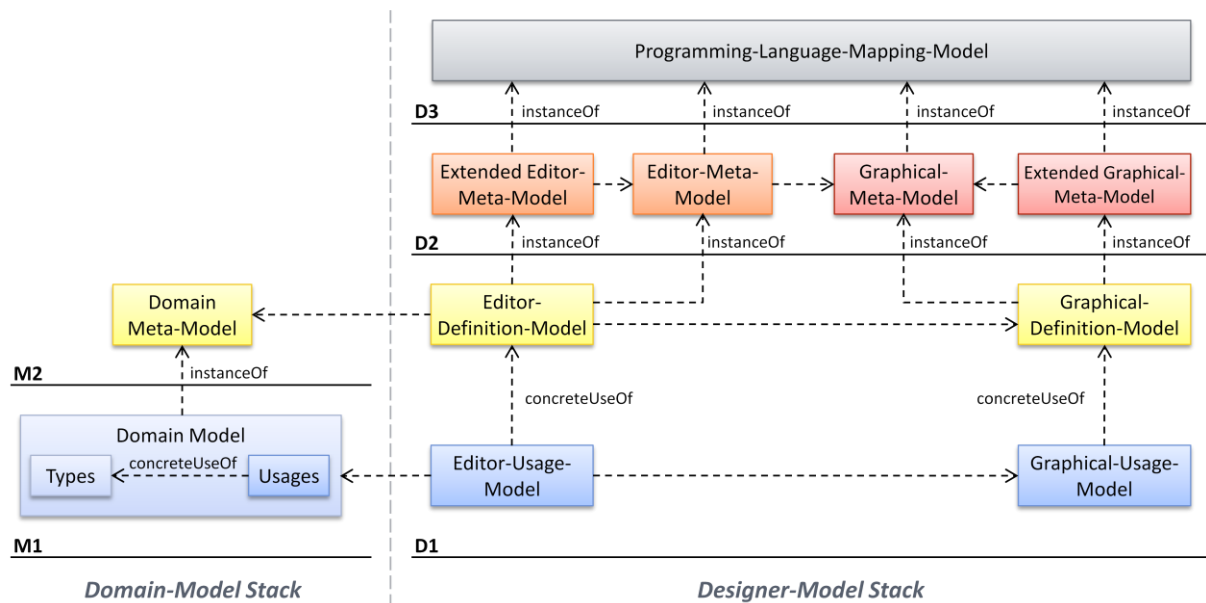 Programming-Language-Mapping-Model
instanceOf
instanceOf
instanceOf
instanceOf
D3
Extended Editor-
Meta-Model
Editor-Meta-
Model
Graphical-
Meta-Model
Extended Graphical-
Meta-Model
instanceOf
instanceOf
instanceOf
instanceOf
D2
Domain
Meta-Model
Editor-
Definition-Model
Graphical-
Definition-Model
instanceOf
M2
concreteUseOf
concreteUseOf
Domain Model
Types
concreteUseOf
Usages
Editor-Usage-
Model
Graphical-Usage-
Model
M1
D1
Domain-Model Stack
Designer-Model Stack